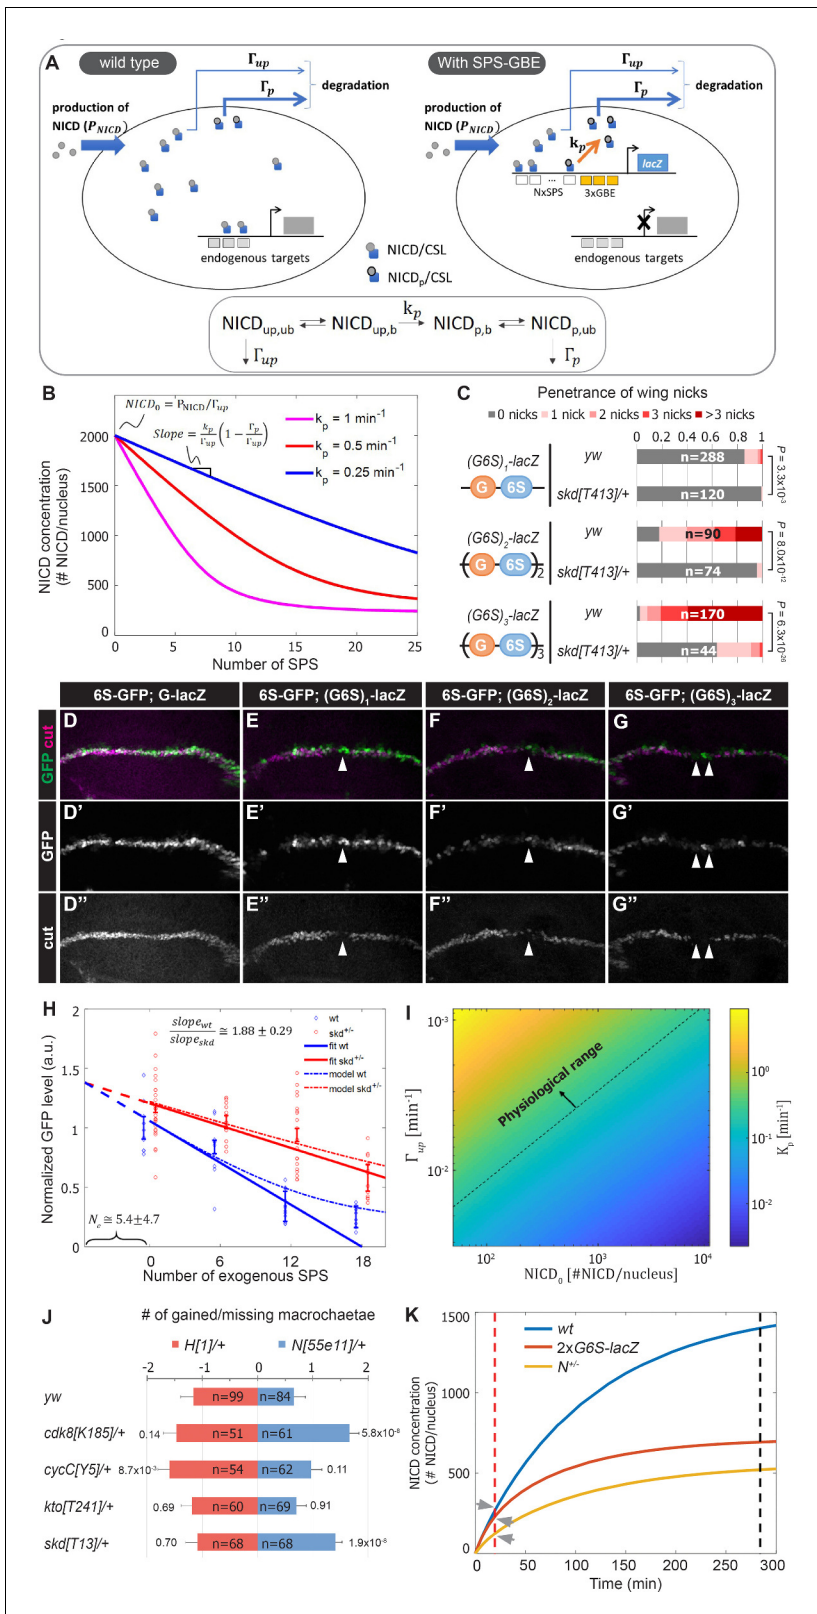 A
wild type
With SPS-GBE
Γup
Γp
degradation
production of
NICD (PNICD)
endogenous targets
NICD/CSL
NICDp/CSL
Γup
Γp
degradation
production of
NICD (PNICD)
kp
lacZ
...
NxSPS
3xGBE
endogenous targets
NICDup,ub
NICDup,b
kp
NICDp,b
NICDp,ub
Γup
Γp
B
NICD0 = PNICD/Γup
Slope = kp/Γup (1 − Γp/Γup)
kp = 1 min-1
kp = 0.5 min-1
kp = 0.25 min-1
NICD concentration
(# NICD/nucleus)
2000
1500
1000
500
0
0 5 10 15 20 25
Number of SPS
C
Penetrance of wing nicks
0 nicks 1 nick 2 nicks 3 nicks >3 nicks
0 0.2 0.4 0.6 0.8 1
(G6S)1-lacZ
G 6S
yw
n=288
skd[T413]/+
n=120
P = 3.3x10-3
(G6S)2-lacZ
(G 6S)2
yw
n=90
skd[T413]/+
n=74
P = 8.0x10-12
(G6S)3-lacZ
(G 6S)3
yw
n=170
skd[T413]/+
n=44
P = 6.3x10-28
6S-GFP; G-lacZ
6S-GFP; (G6S)1-lacZ
6S-GFP; (G6S)2-lacZ
6S-GFP; (G6S)3-lacZ
GFP cut
D
E
F
G
GFP
D'
E'
F'
G'
cut
D''
E''
F''
G''
H
slopewt/slopeskd ≅ 1.88 ± 0.29
wt
skd+/-
fit wt
fit skd+/-
model wt
model skd+/-
Normalized GFP level (a.u.)
2
1.5
1
0.5
0
Ne ≅ 5.4±4.7
0 6 12 18
Number of exogenous SPS
I
Γup [min-1]
10-3
10-2
Physiological range
102 103 104
NICD0 [#NICD/nucleus]
100
10-1
10-2
Kp [min-1]
J
# of gained/missing macrochaetae
H[1]/+ N[55e11]/+
-2 -1 0 1 2
yw
n=99 n=84
cdk8[K185]/+
0.14 n=51 n=61 5.8x10-8
cycC[Y5]/+
8.7x10-3 n=54 n=62 0.11
kto[T241]/+
0.69 n=60 n=69 0.91
skd[T13]/+
0.70 n=68 n=68 1.9x10-6
K
wt
2xG6S-lacZ
N+/-
NICD concentration
(# NICD/nucleus)
1500
1000
500
0
0 50 100 150 200 250 300
Time (min)